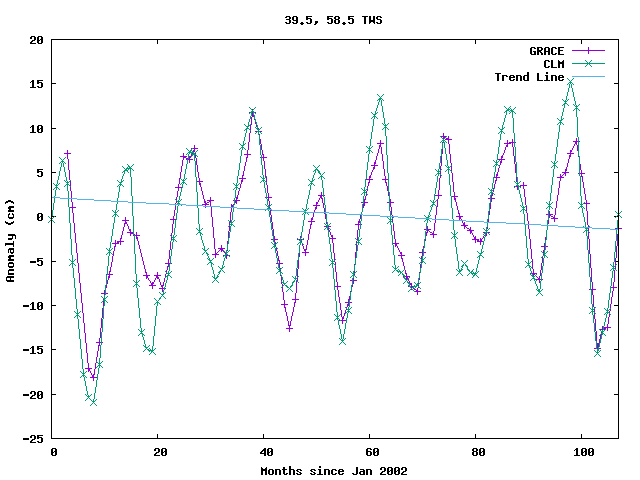 39.5, 58.5 TWS
GRACE
CLM
Trend Line
20
15
10
5
0
-5
-10
-15
-20
-25
Anomaly (cm)
0 20 40 60 80 100
Months since Jan 2002